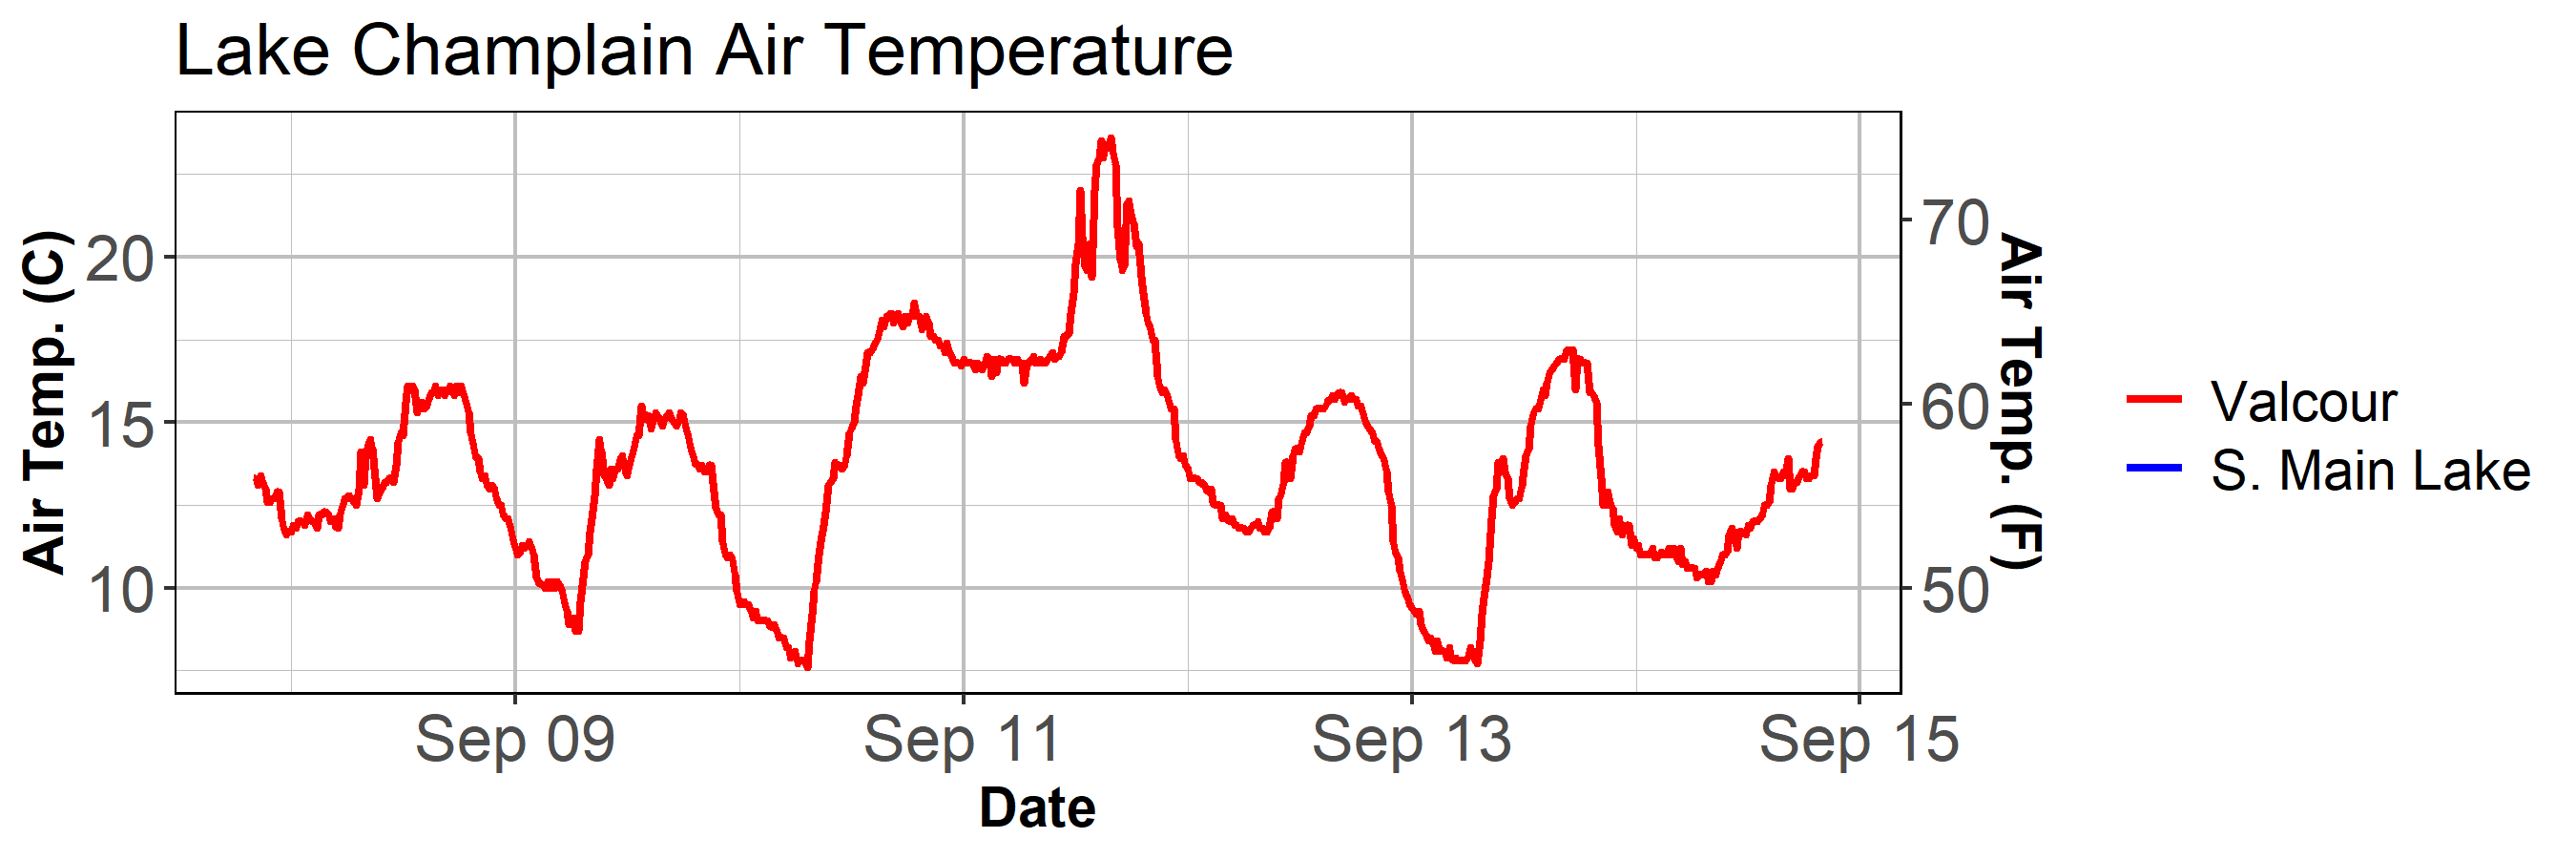 Lake Champlain Air Temperature
Air Temp. (C)
20
15
10
70
60
50
Air Temp. (F)
Valcour
S. Main Lake
Sep 09
Sep 11
Sep 13
Sep 15
Date